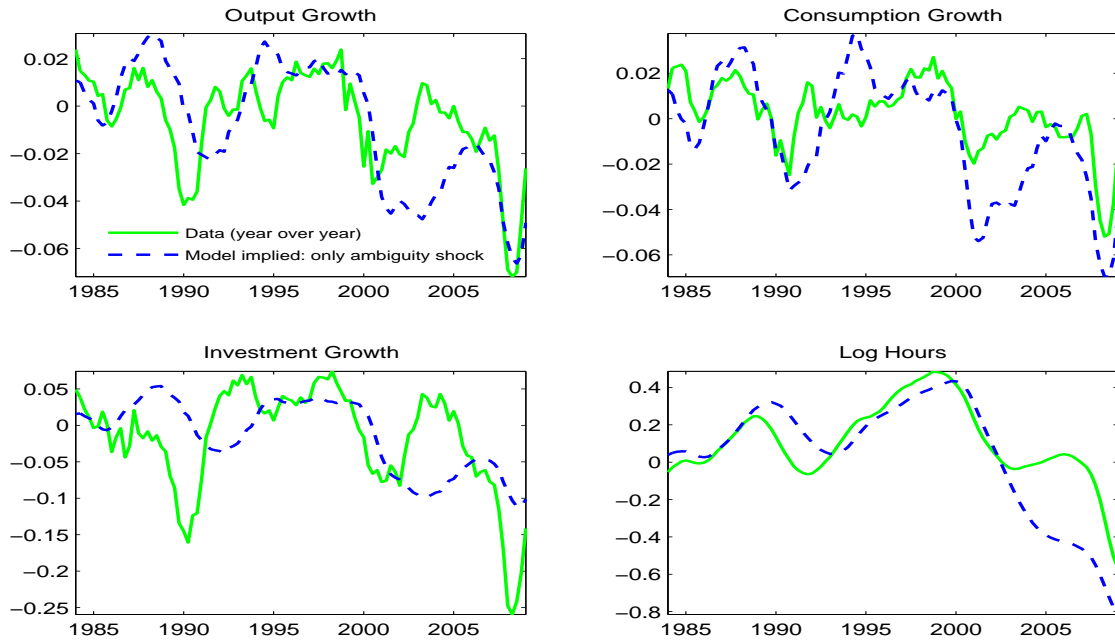 Output Growth
0.02
0
−0.02
−0.04
−0.06
Data (year over year)
Model implied: only ambiguity shock
1985 1990 1995 2000 2005
Consumption Growth
0.02
0
−0.02
−0.04
−0.06
1985 1990 1995 2000 2005
Investment Growth
0.05
0
−0.05
−0.1
−0.15
−0.2
−0.25
1985 1990 1995 2000 2005
Log Hours
0.4
0.2
0
−0.2
−0.4
−0.6
−0.8
1985 1990 1995 2000 2005